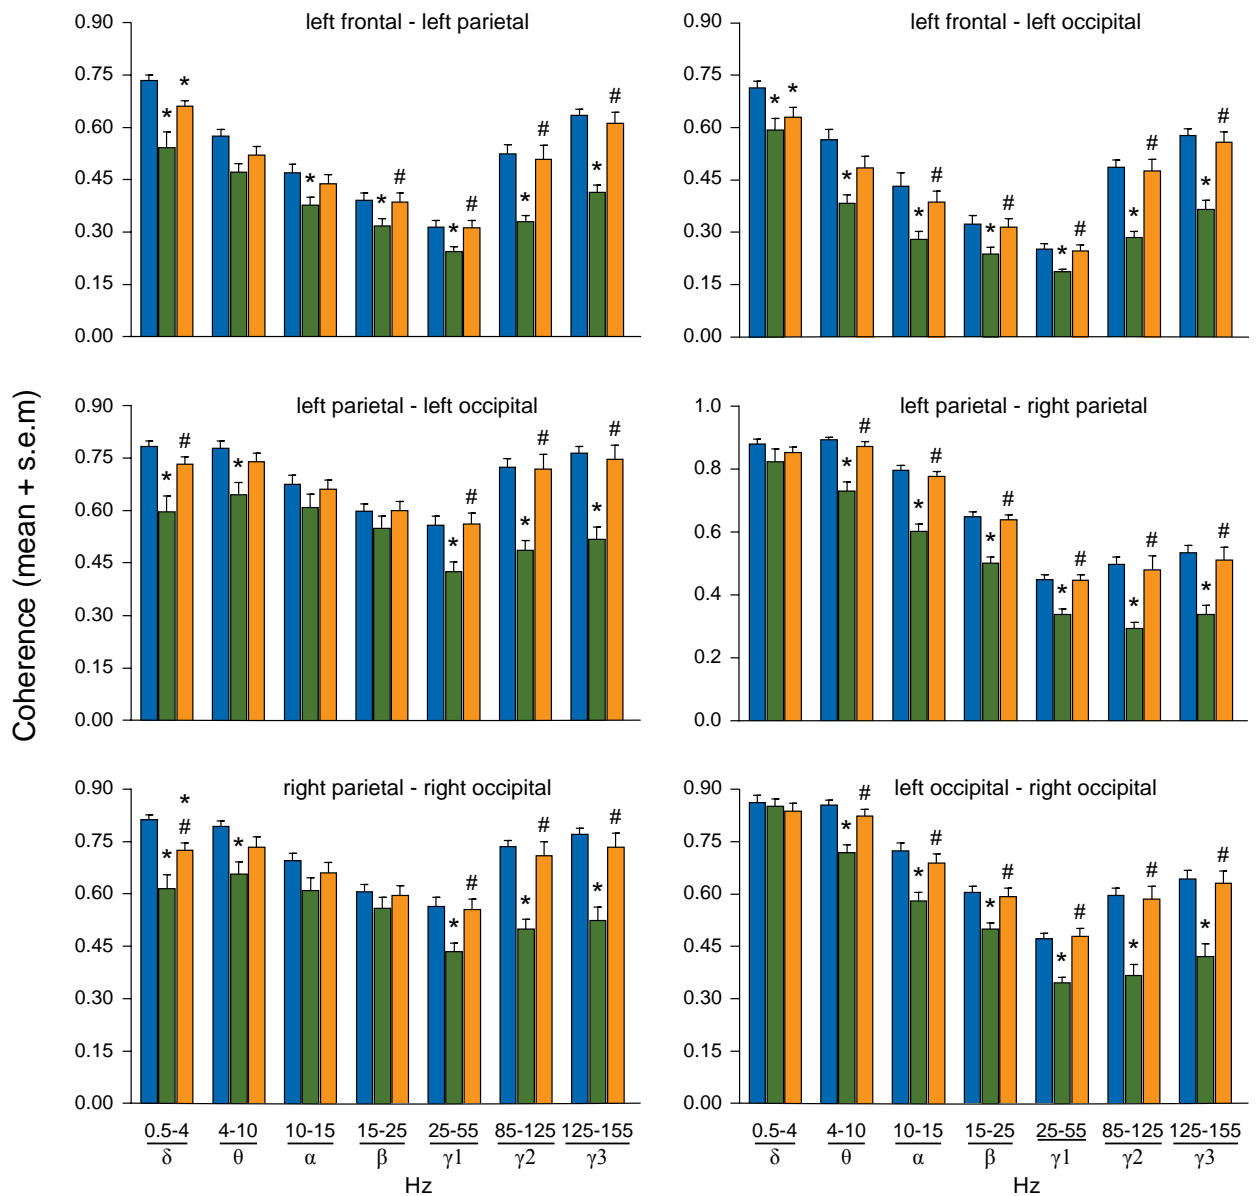 left frontal - left parietal
0.90
0.75
0.60
0.45
0.30
0.15
0.00
* * * * * # * # * # * #
left frontal - left occipital
0.90
0.75
0.60
0.45
0.30
0.15
0.00
* * * * # * # * # * # * #
Coherence (mean + s.e.m)
left parietal - left occipital
0.90
0.75
0.60
0.45
0.30
0.15
0.00
* # * * # * # * #
left parietal - right parietal
1.0
0.8
0.6
0.4
0.2
0.0
* # * # * # * # * # * #
right parietal - right occipital
0.90
0.75
0.60
0.45
0.30
0.15
0.00
* * # * * # * # * #
left occipital - right occipital
0.90
0.75
0.60
0.45
0.30
0.15
0.00
* # * # * # * # * # * #
0.5-4 4-10 10-15 15-25 25-55 85-125 125-155
δ θ α β γ1 γ2 γ3
Hz
0.5-4 4-10 10-15 15-25 25-55 85-125 125-155
δ θ α β γ1 γ2 γ3
Hz